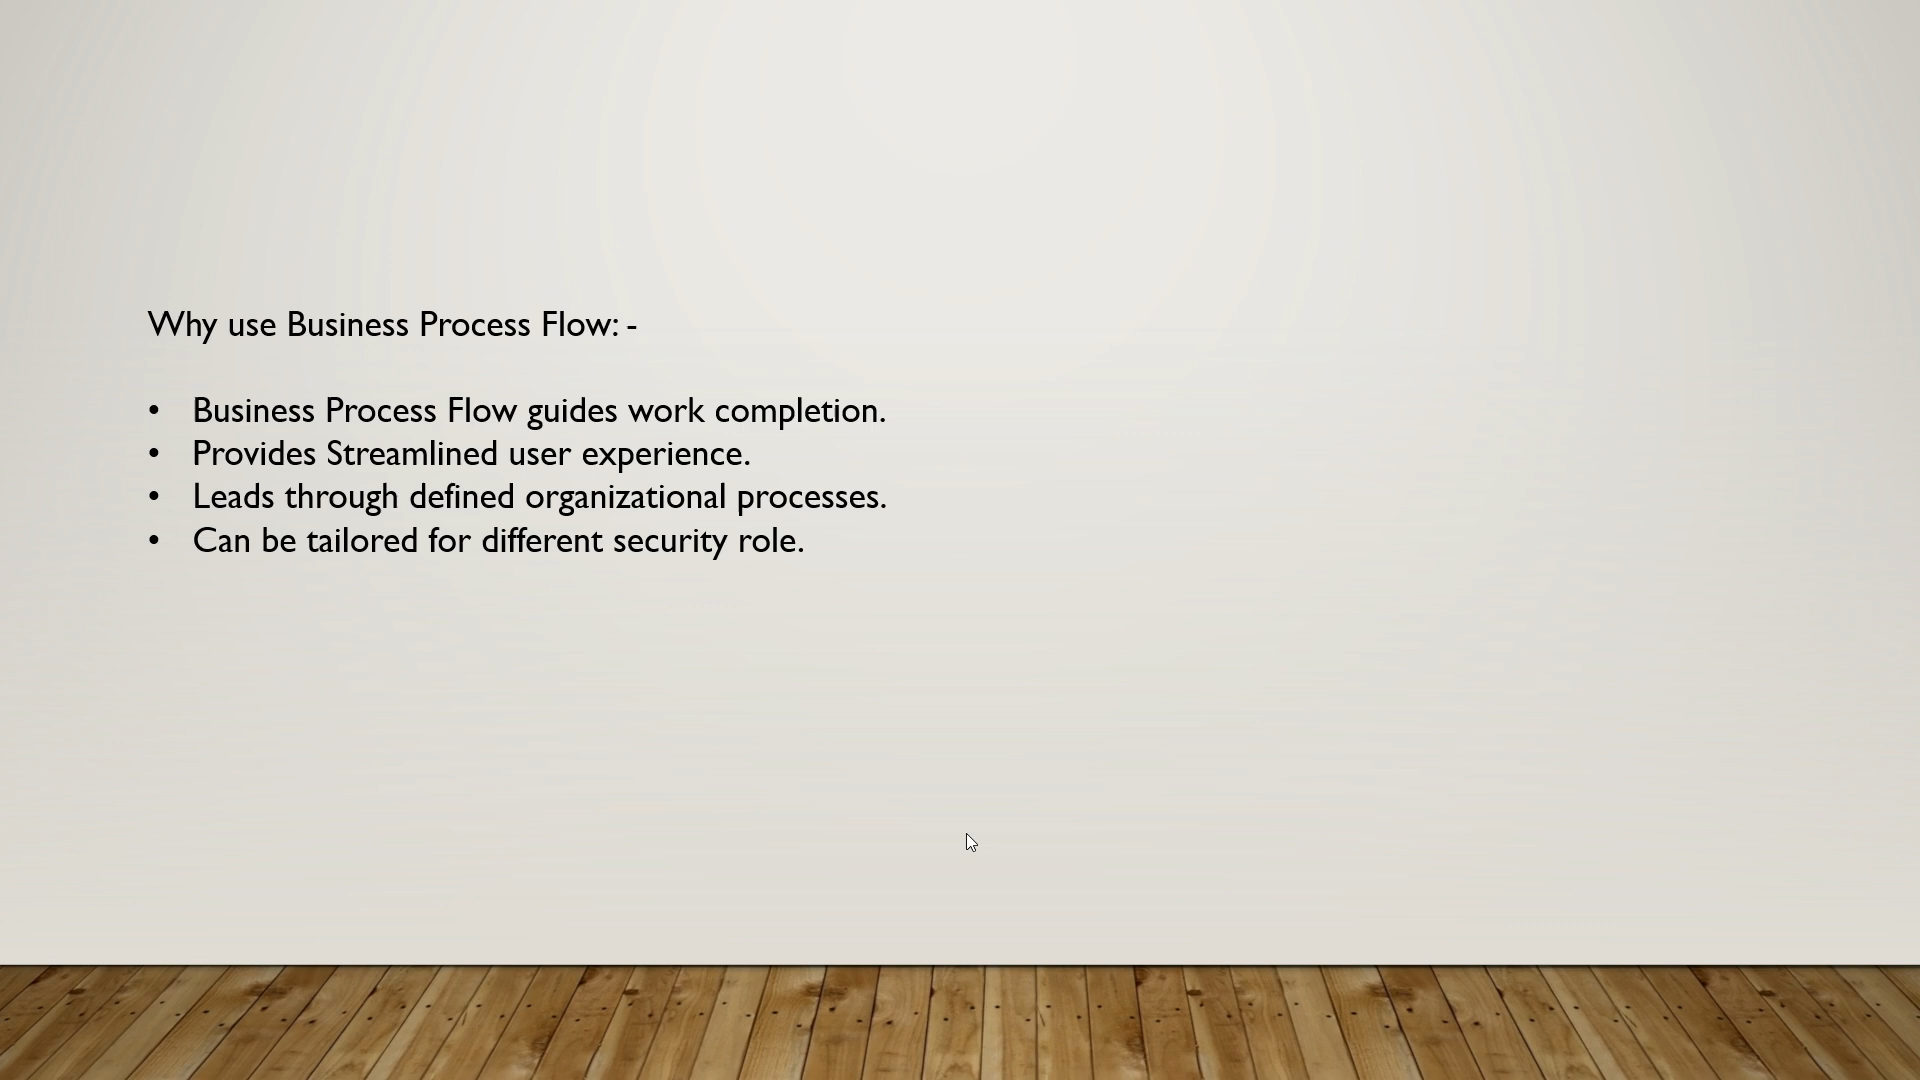 Why use Business Process Flow: -
• Business Process Flow guides work completion.
• Provides Streamlined user experience.
• Leads through defined organizational processes.
• Can be tailored for different security role.